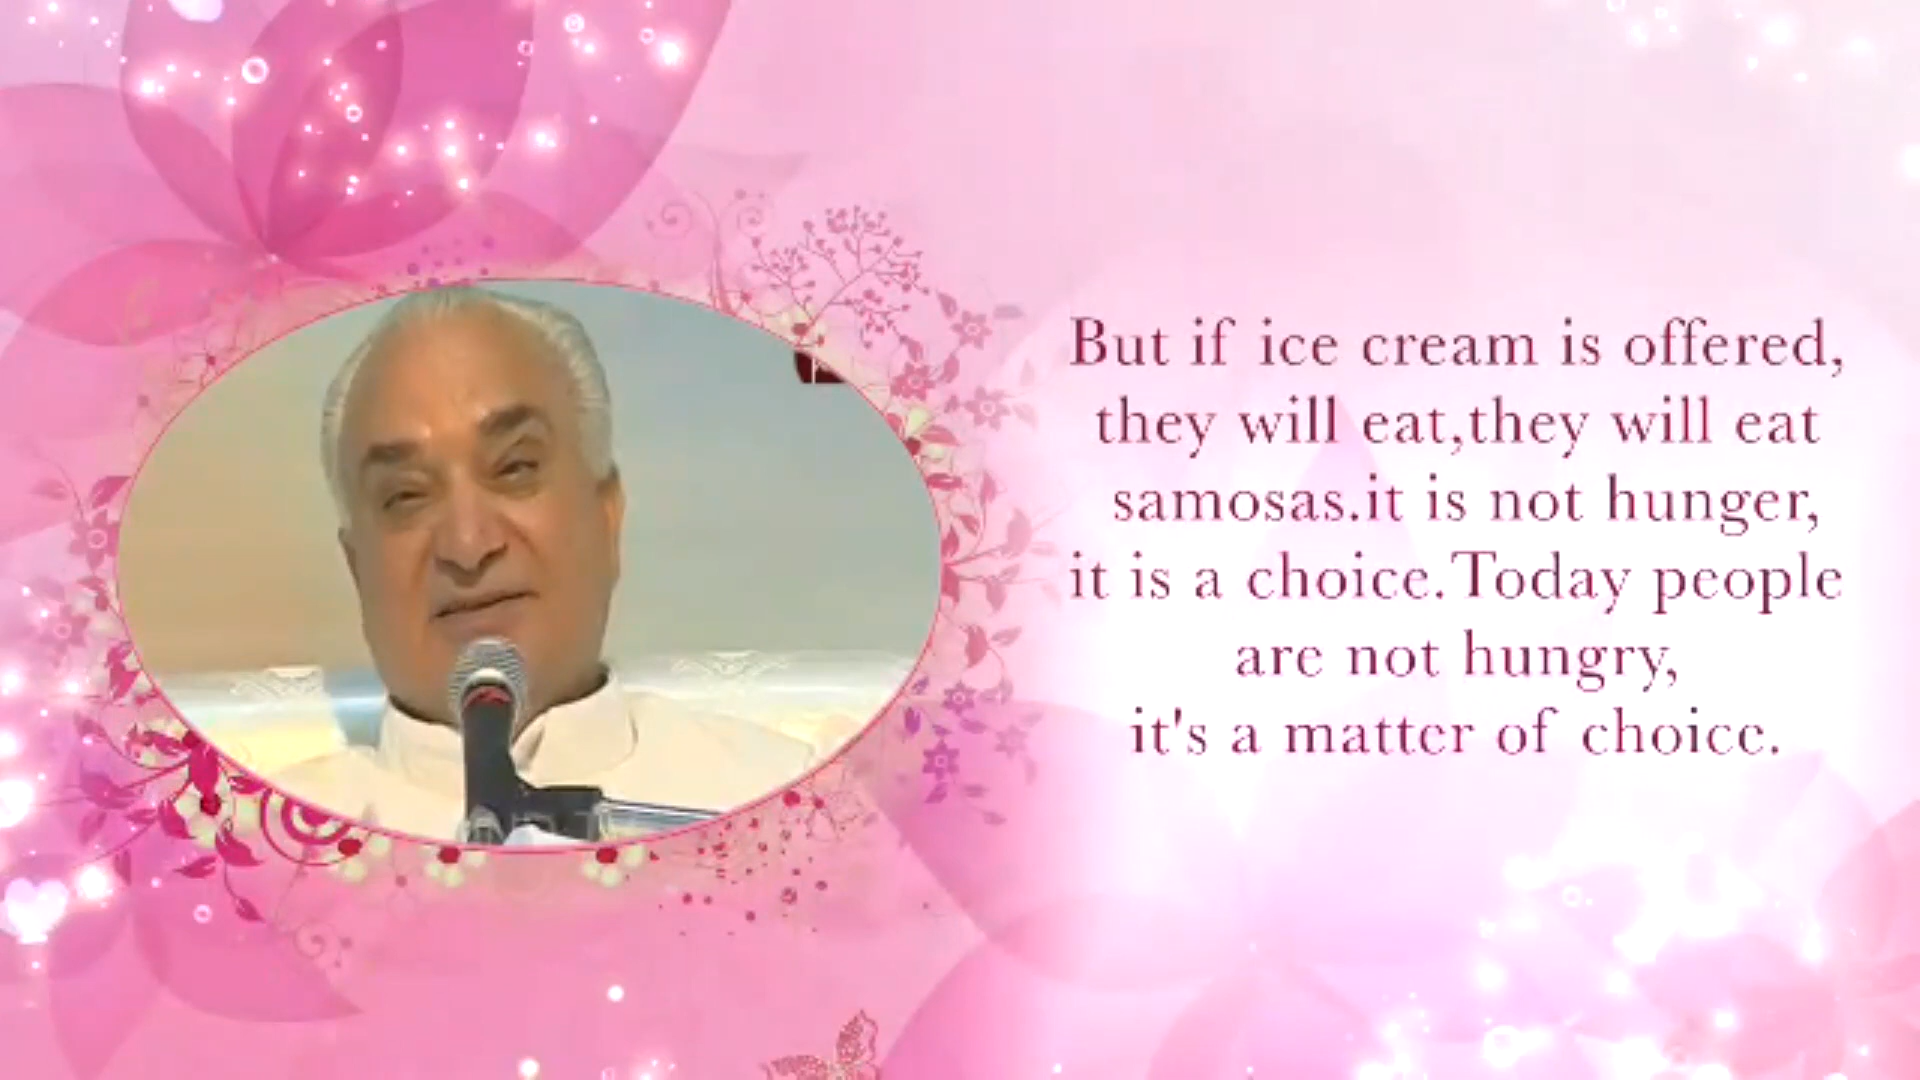 But if ice cream is offered,
they will eat,they will eat
samosas.it is not hunger,
it is a choice.Today people
are not hungry,
it's a matter of choice.